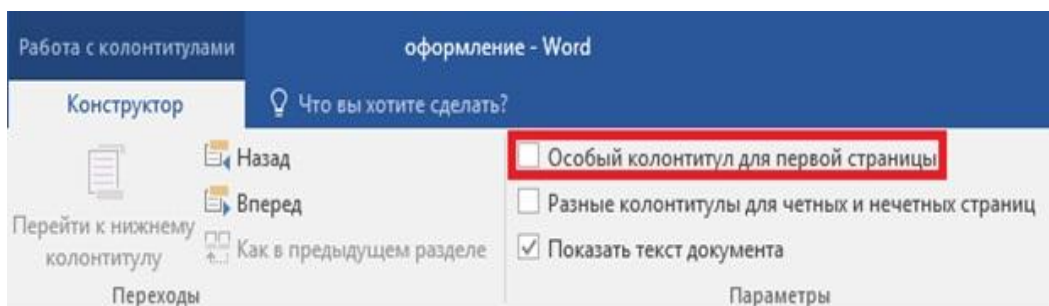 Работа с колонтитулами
оформление - Word
Конструктор
Что вы хотите сделать?
Перейти к нижнему
колонтитулу
Назад
Вперед
Как в предыдущем разделе
Переходы
Особый колонтитул для первой страницы
Разные колонтитулы для четных и нечетных страниц
Показать текст документа
Параметры